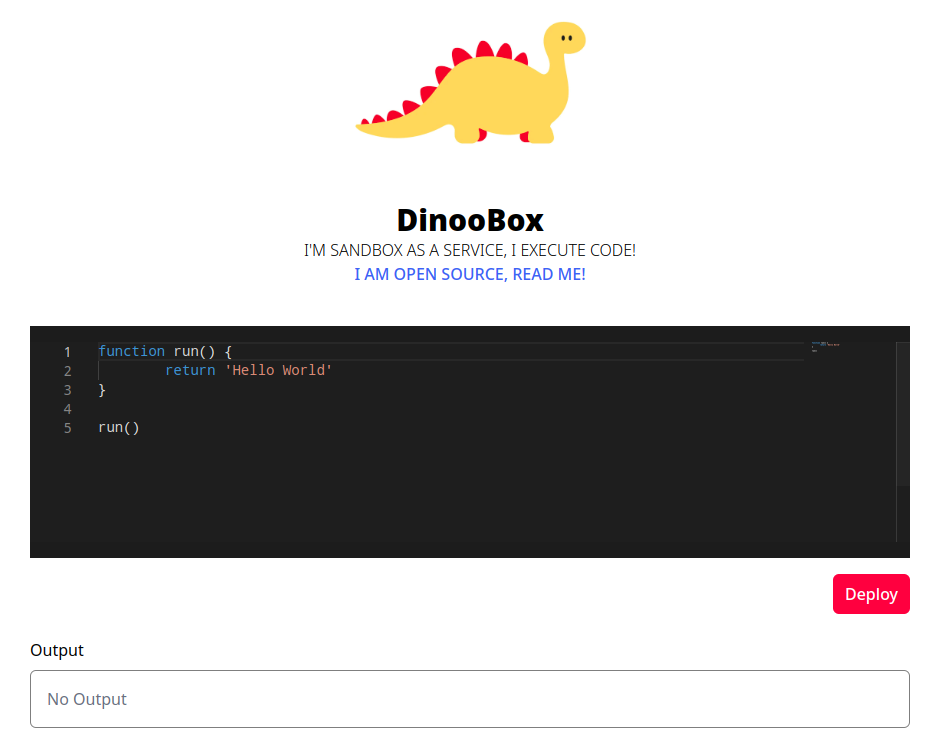 DinooBox
I'M SANDBOX AS A SERVICE, I EXECUTE CODE!
I AM OPEN SOURCE, READ ME!
1 function run() {
2 return 'Hello World'
3 }
4
5 run()
Deploy
Output
No Output